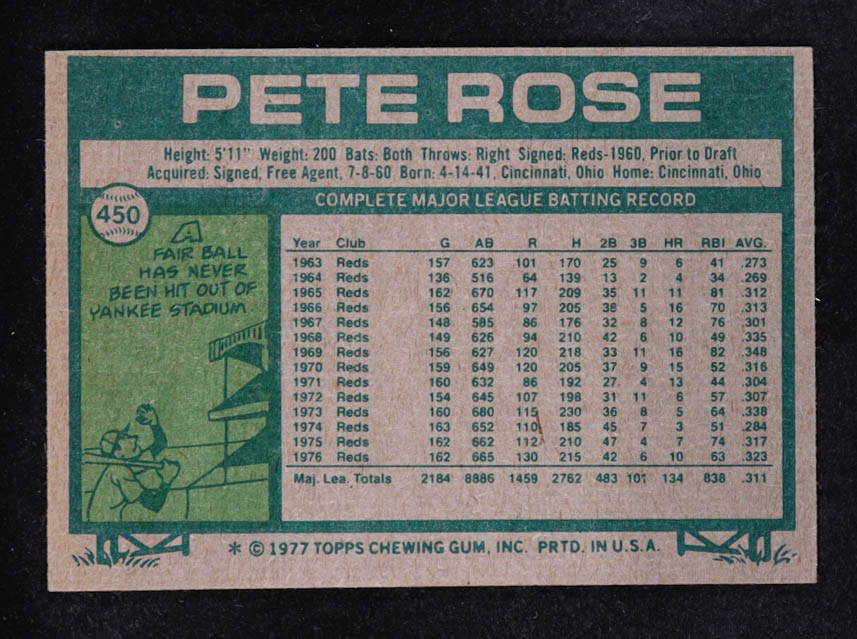 PETE ROSE
Height: 5'11" Weight: 200 Bats: Both Throws: Right Signed: Reds-1960, Prior to Draft
Acquired: Signed, Free Agent, 7-8-60 Born: 4-14-41, Cincinnati, Ohio Home: Cincinnati, Ohio
450
A
FAIR BALL
HAS NEVER
BEEN HIT OUT OF
YANKEE STADIUM
COMPLETE MAJOR LEAGUE BATTING RECORD
Year Club G AB R H 2B 3B HR RBI AVG.
1963 Reds 157 623 101 170 25 9 6 41 .273
1964 Reds 136 516 64 139 13 2 4 34 .269
1965 Reds 162 670 117 209 35 11 11 81 .312
1966 Reds 156 654 97 205 38 5 16 70 .313
1967 Reds 148 585 86 176 32 8 12 76 .301
1968 Reds 149 626 94 210 42 6 10 49 .335
1969 Reds 156 627 120 218 33 11 16 82 .348
1970 Reds 159 649 120 205 37 9 15 52 .316
1971 Reds 160 632 86 192 27 4 13 44 .304
1972 Reds 154 645 107 198 31 11 6 57 .307
1973 Reds 160 680 115 230 36 8 5 64 .338
1974 Reds 163 652 110 185 45 7 3 51 .284
1975 Reds 162 662 112 210 47 4 7 74 .317
1976 Reds 162 665 130 215 42 6 10 63 .323
Maj. Lea. Totals 2184 8886 1459 2762 483 101 134 838 .311
* © 1977 TOPPS CHEWING GUM, INC. PRTD. IN U.S.A.